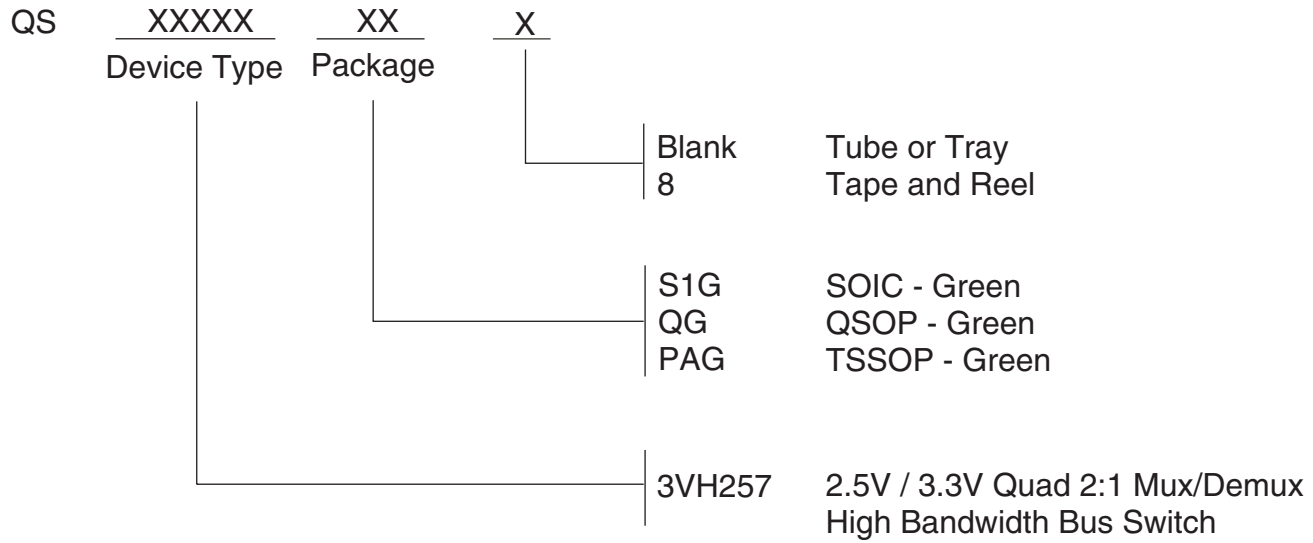 QS XXXXX XX X
Device Type Package
Blank Tube or Tray
8 Tape and Reel
S1G SOIC - Green
QG QSOP - Green
PAG TSSOP - Green
3VH257 2.5V / 3.3V Quad 2:1 Mux/Demux
High Bandwidth Bus Switch